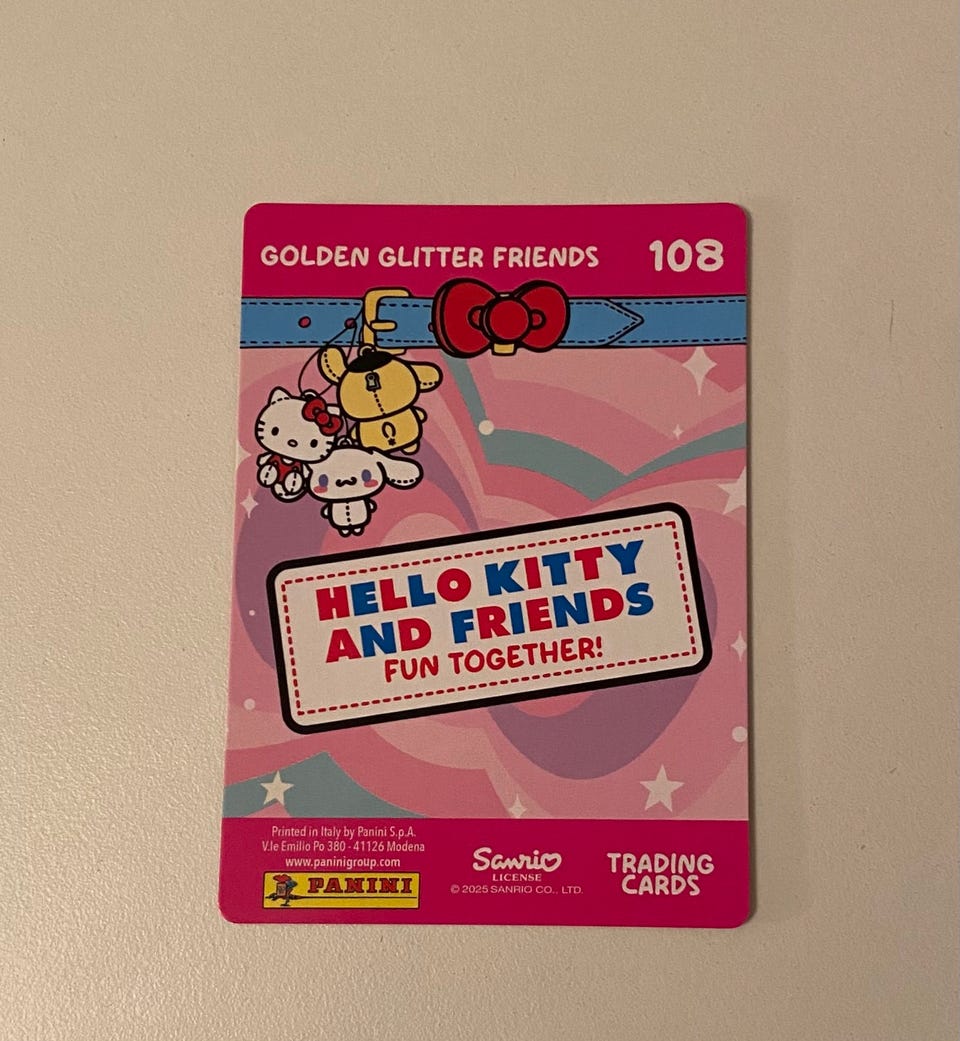 GOLDEN GLITTER FRIENDS 108
HELLO KITTY
AND FRIENDS
FUN TOGETHER!
Printed in Italy by Panini S.p.A.
V.le Emilio Po 380 - 41126 Modena
www.paninigroup.com
PANINI
Sanrio
LICENSE
© 2025 SANRIO CO., LTD.
TRADING
CARDS